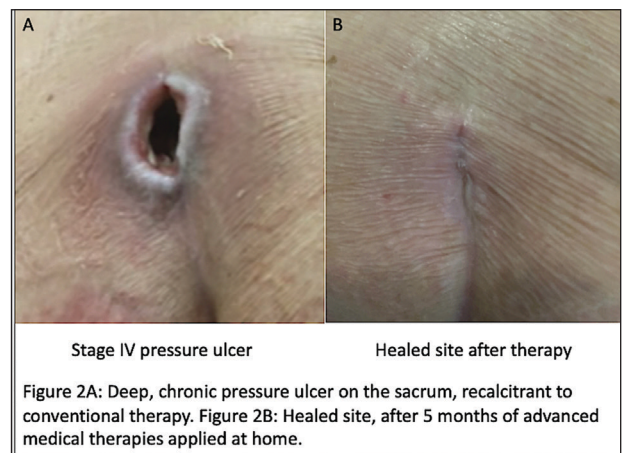 A
B
Stage IV pressure ulcer
Healed site after therapy
Figure 2A: Deep, chronic pressure ulcer on the sacrum, recalcitrant to
conventional therapy. Figure 2B: Healed site, after 5 months of advanced
medical therapies applied at home.